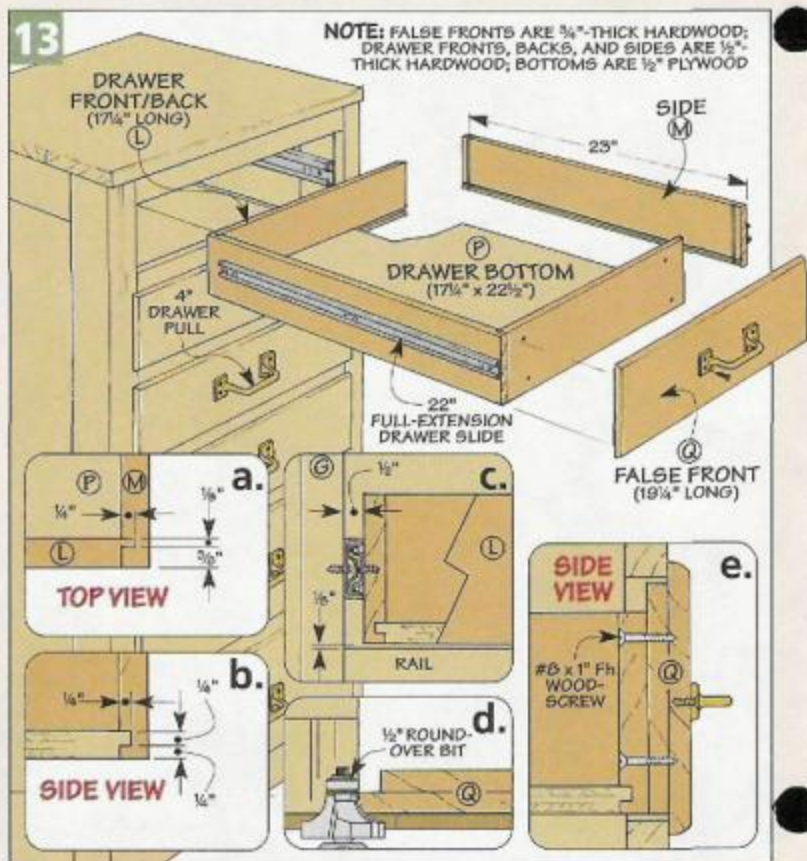 13
NOTE: FALSE FRONTS ARE ¾"-THICK HARDWOOD;
DRAWER FRONTS, BACKS, AND SIDES ARE ½"-
THICK HARDWOOD; BOTTOMS ARE ½" PLYWOOD
DRAWER
FRONT/BACK
(17¼" LONG)
L
SIDE
M
23"
P
DRAWER BOTTOM
(17¼" x 22½")
4"
DRAWER
PULL
22"
FULL-EXTENSION
DRAWER SLIDE
Q
FALSE FRONT
(19¼" LONG)
a.
P
M
¼"
⅛"
L
⅜"
TOP VIEW
b.
¼"
¼"
¼"
SIDE VIEW
c.
G
½"
L
⅛"
RAIL
d.
½" ROUND-
OVER BIT
Q
e.
SIDE
VIEW
#8 x 1" Fh
WOOD-
SCREW
Q